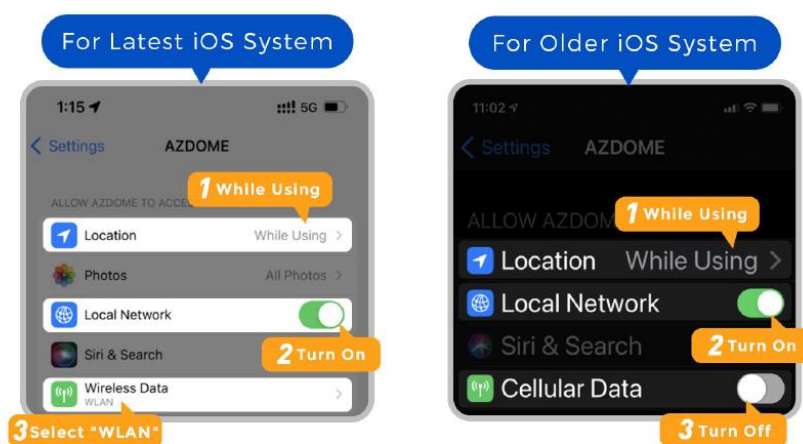 For Latest iOS System
1:15
5G
Settings
AZDOME
ALLOW AZDOME TO ACCE
1 While Using
Location
While Using
Photos
All Photos
Local Network
Siri & Search
2 Turn On
Wireless Data
WLAN
3 Select "WLAN"
For Older iOS System
11:02
Settings
AZDOME
ALLOW AZDOM
1 While Using
Location
While Using
Local Network
Siri & Search
2 Turn On
Cellular Data
3 Turn Off